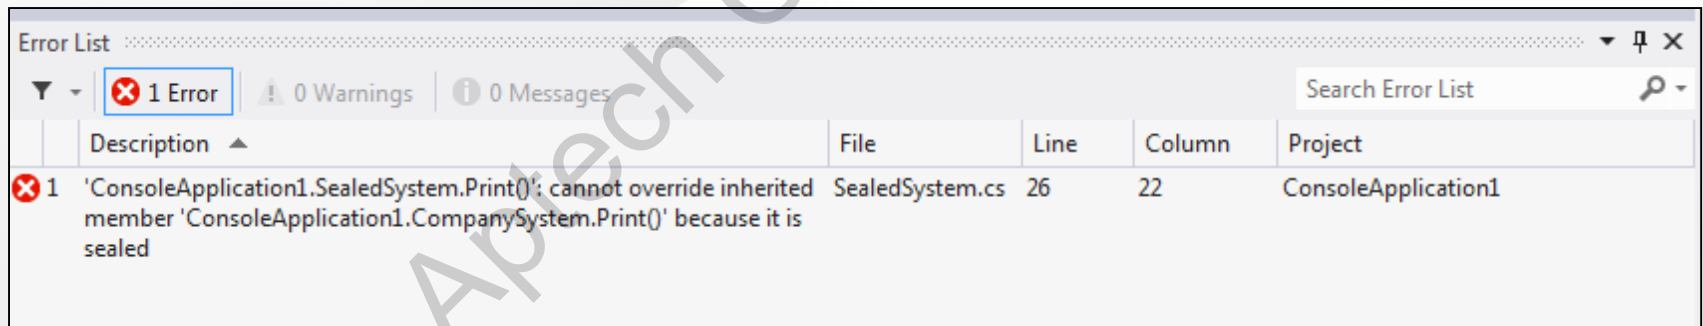 Error List
1 Error 0 Warnings 0 Messages Search Error List
Description File Line Column Project
1 'ConsoleApplication1.SealedSystem.Print()': cannot override inherited SealedSystem.cs 26 22 ConsoleApplication1
member 'ConsoleApplication1.CompanySystem.Print()' because it is
sealed
Aptech